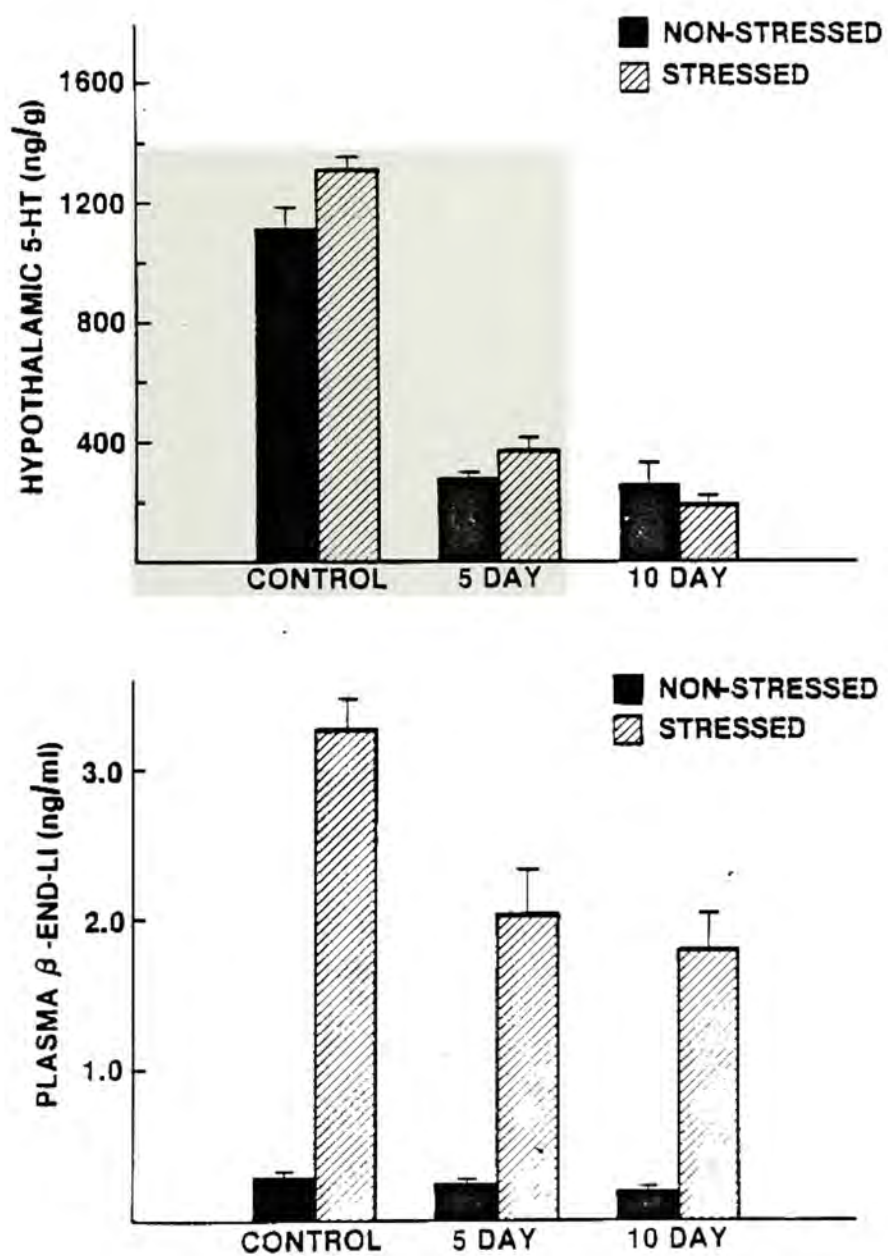 NON-STRESSED
STRESSED
HYPOTHALAMIC 5-HT (ng/g)
1600
1200
800
400
CONTROL 5 DAY 10 DAY
NON-STRESSED
STRESSED
PLASMA β -END-LI (ng/ml)
3.0
2.0
1.0
CONTROL 5 DAY 10 DAY